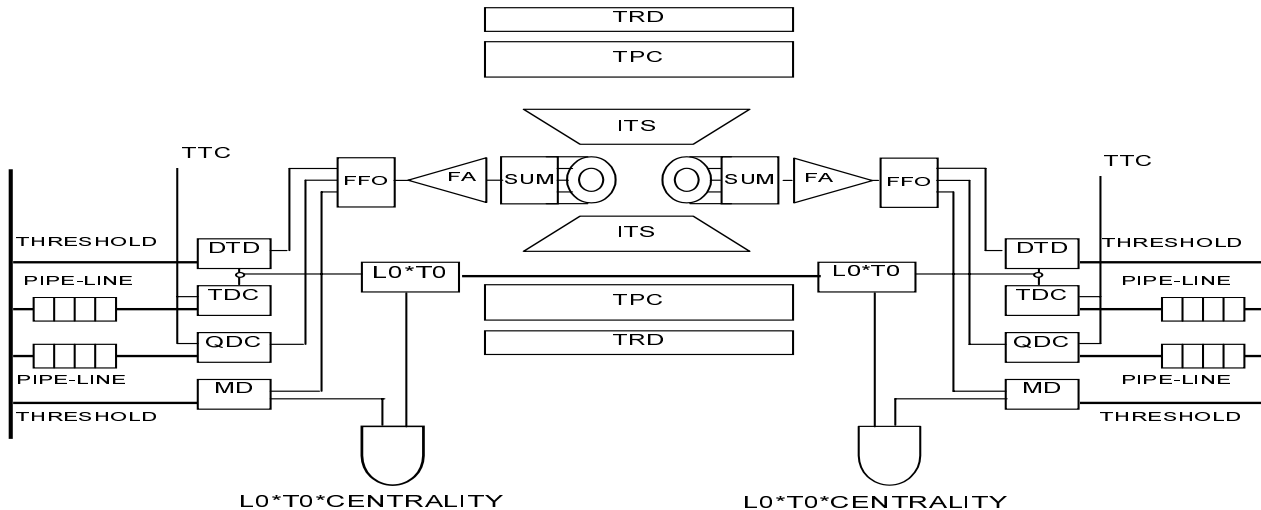 TRD
TPC
ITS
TTC
TTC
FFO
FA
SUM
SUM
FA
FFO
ITS
THRESHOLD
DTD
DTD
THRESHOLD
L0*T0
L0*T0
PIPE-LINE
TDC
TPC
TDC
PIPE-LINE
QDC
TRD
QDC
PIPE-LINE
MD
MD
PIPE-LINE
THRESHOLD
THRESHOLD
L0*T0*CENTRALITY
L0*T0*CENTRALITY